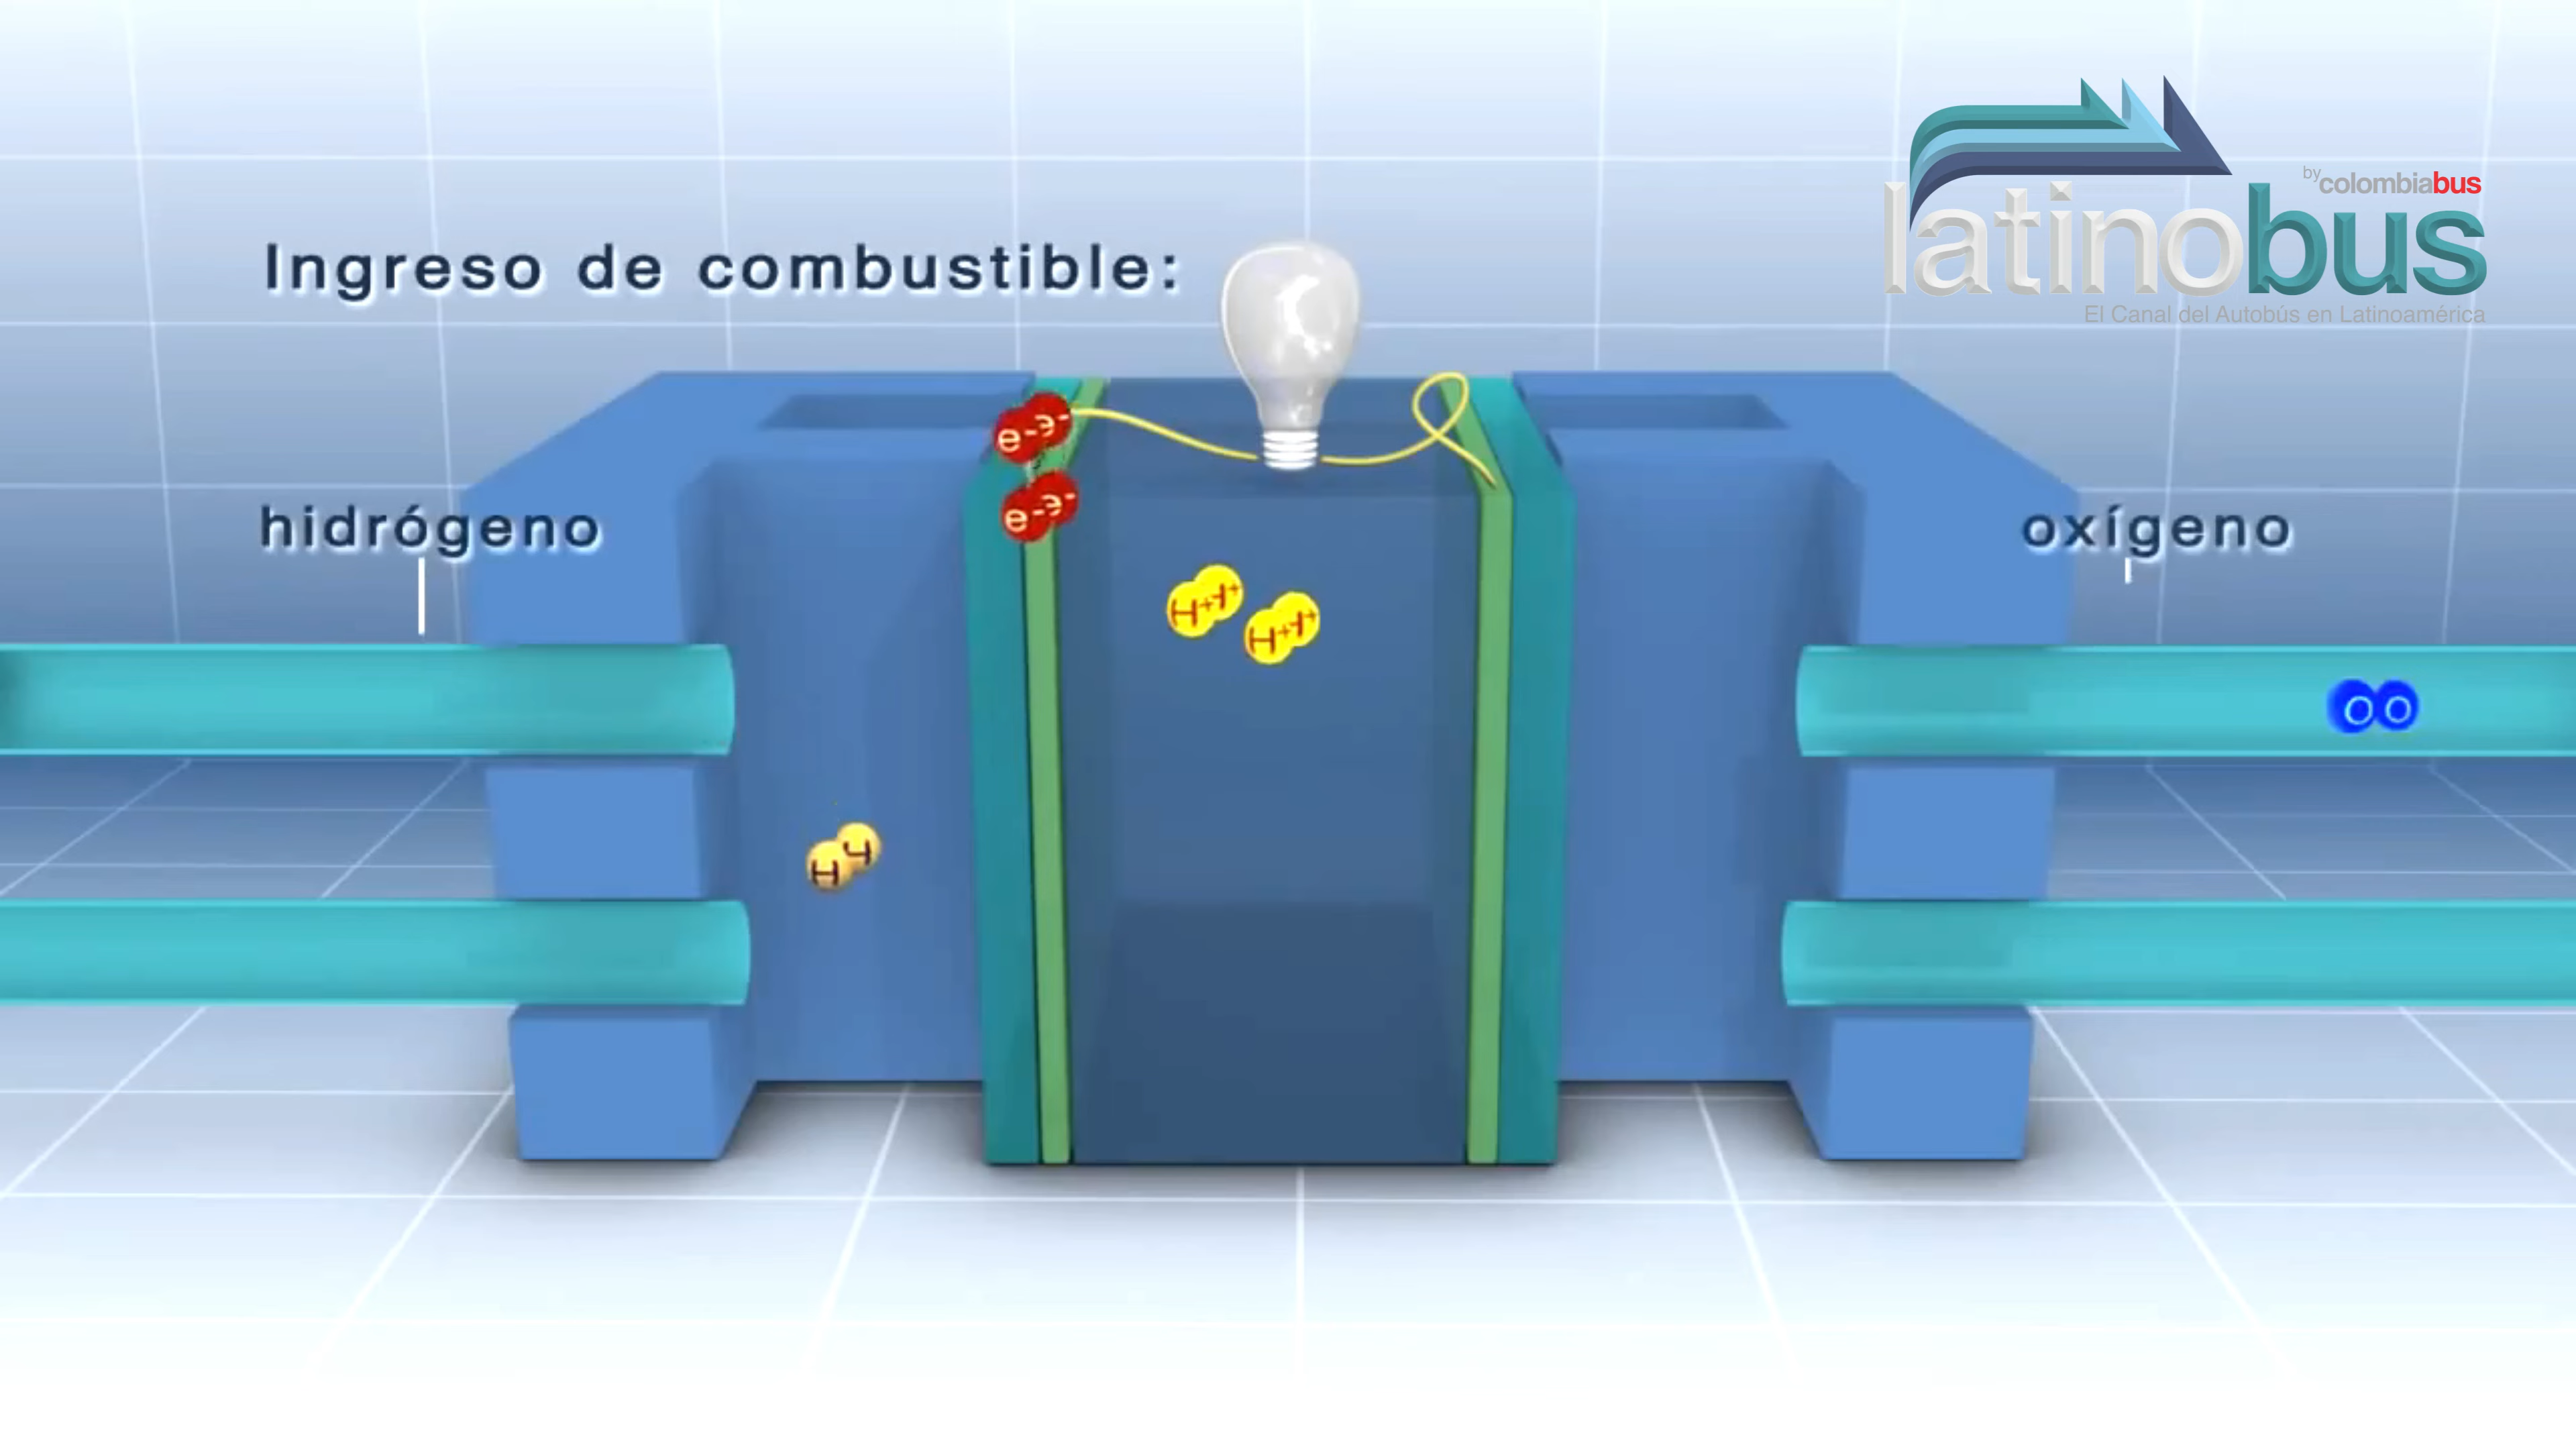 by colombiabus
latinobus
El Canal del Autobús en Latinoamérica
Ingreso de combustible:
hidrógeno
oxígeno
e- e-
e- e-
H+ H+
H+ H+
H H
O O